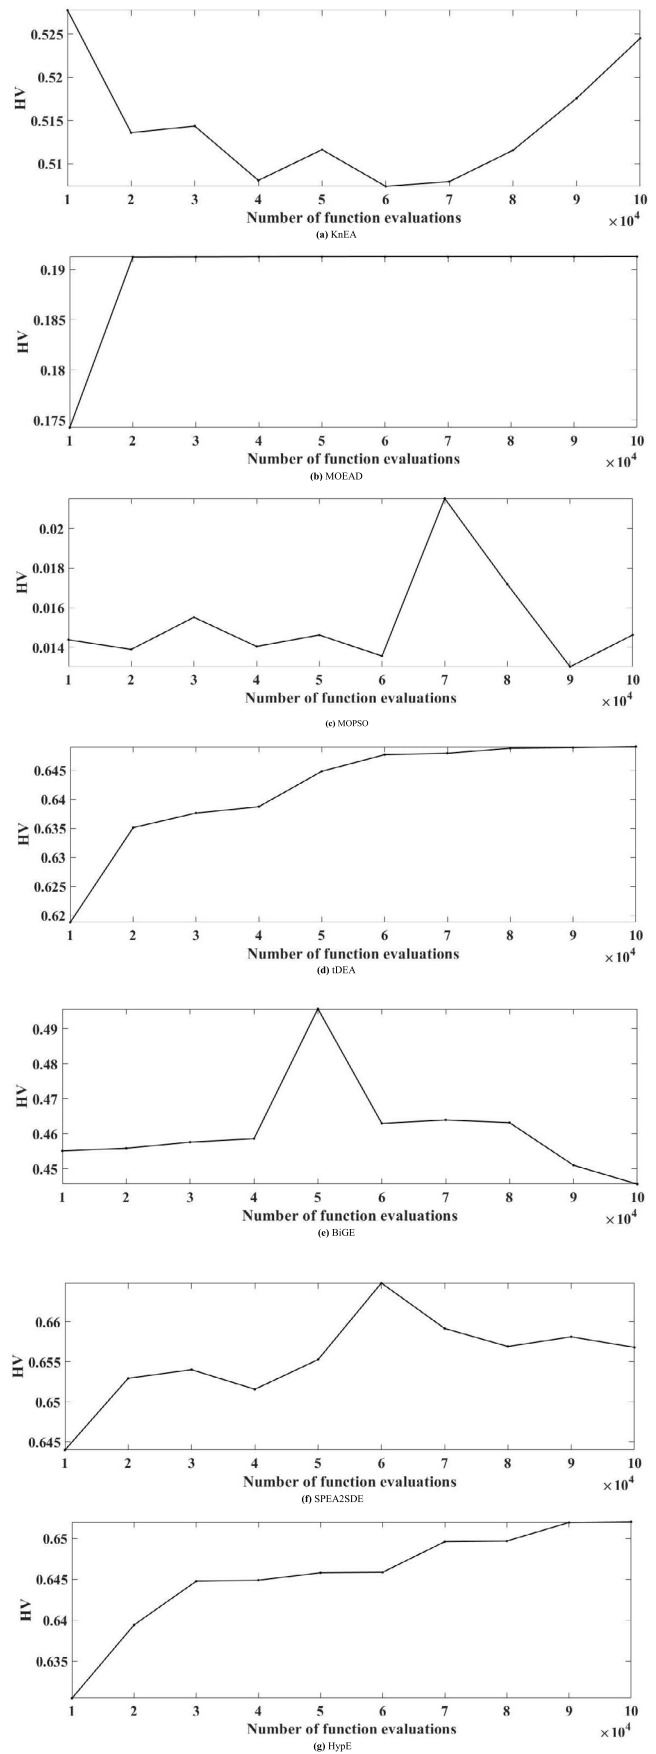 0.525
0.52
0.515
0.51
HV
1 2 3 4 5 6 7 8 9 10
Number of function evaluations
×10^4
(a) KnEA
0.19
0.185
0.18
0.175
HV
1 2 3 4 5 6 7 8 9 10
Number of function evaluations
×10^4
(b) MOEAD
0.02
0.018
0.016
0.014
HV
1 2 3 4 5 6 7 8 9 10
Number of function evaluations
×10^4
(c) MOPSO
0.645
0.64
0.635
0.63
0.625
0.62
HV
1 2 3 4 5 6 7 8 9 10
Number of function evaluations
×10^4
(d) tDEA
0.49
0.48
0.47
0.46
0.45
HV
1 2 3 4 5 6 7 8 9 10
Number of function evaluations
×10^4
(e) BiGE
0.66
0.655
0.65
0.645
HV
1 2 3 4 5 6 7 8 9 10
Number of function evaluations
×10^4
(f) SPEA2SDE
0.65
0.645
0.64
0.635
HV
1 2 3 4 5 6 7 8 9 10
Number of function evaluations
×10^4
(g) HypE